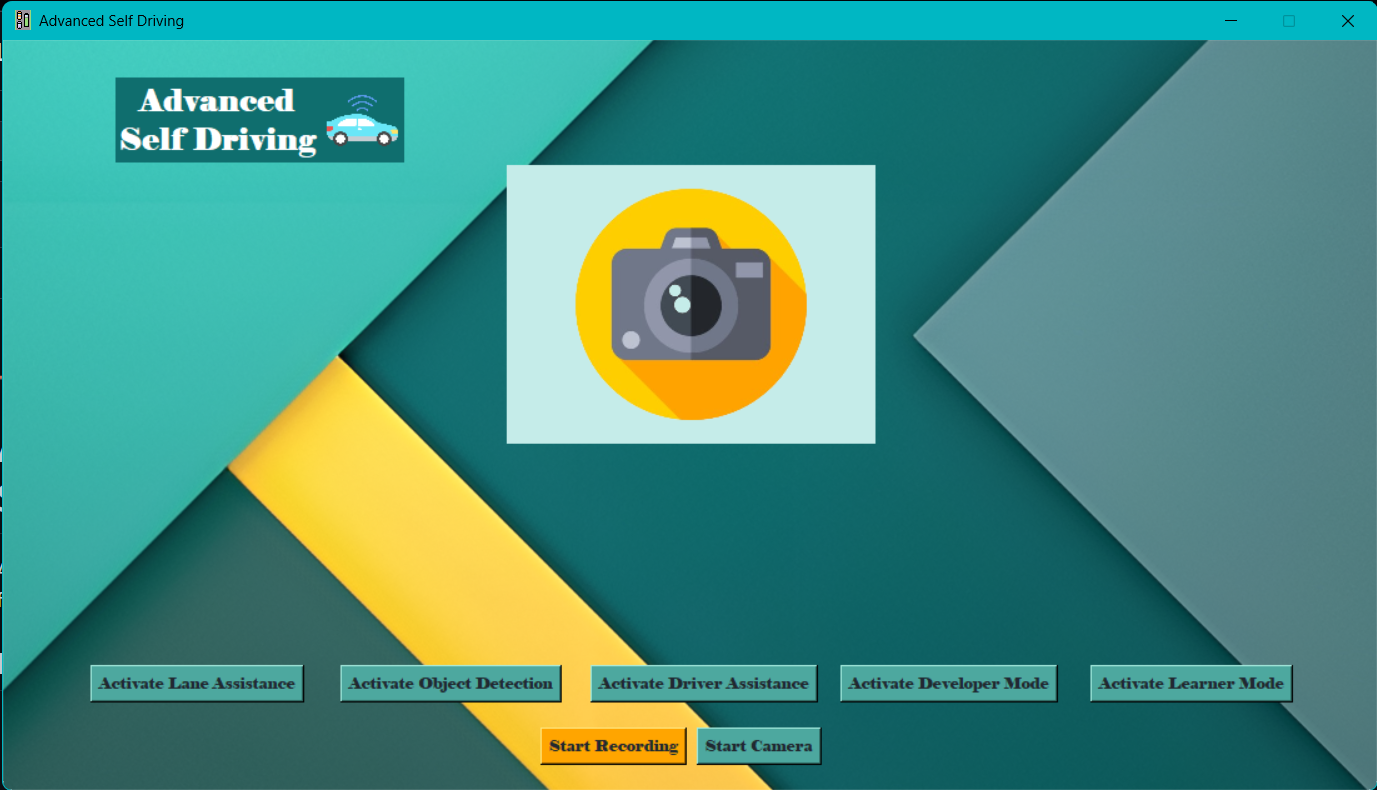 Advanced Self Driving
Advanced
Self Driving
Activate Lane Assistance
Activate Object Detection
Activate Driver Assistance
Activate Developer Mode
Activate Learner Mode
Start Recording
Start Camera